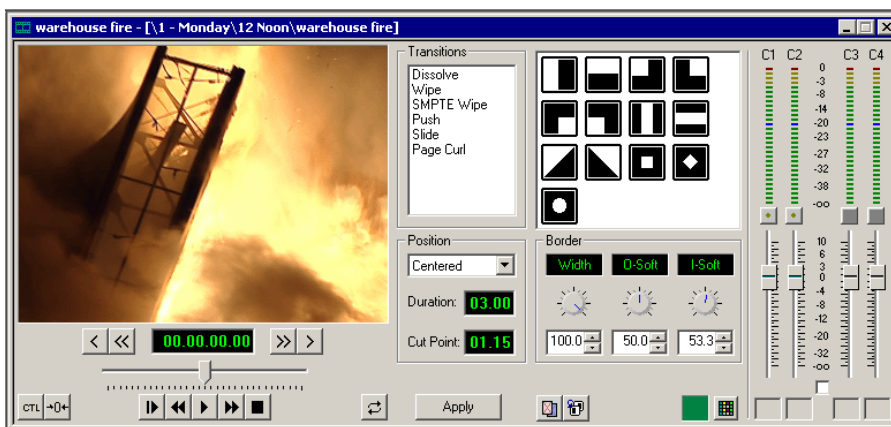 warehouse fire - [\1 - Monday\12 Noon\warehouse fire]
Transitions
Dissolve
Wipe
SMPTE Wipe
Push
Slide
Page Curl
Position
Centered
Duration: 03.00
Cut Point: 01.15
Border
Width O-Soft I-Soft
100.0 50.0 53.3
C1 C2 C3 C4
0
-3
-8
-14
-20
-23
-27
-32
-38
-oo
10
6
3
0
-4
-8
-12
-20
-32
-oo
< << 00.00.00.00 >> >
CTL →0←
Apply